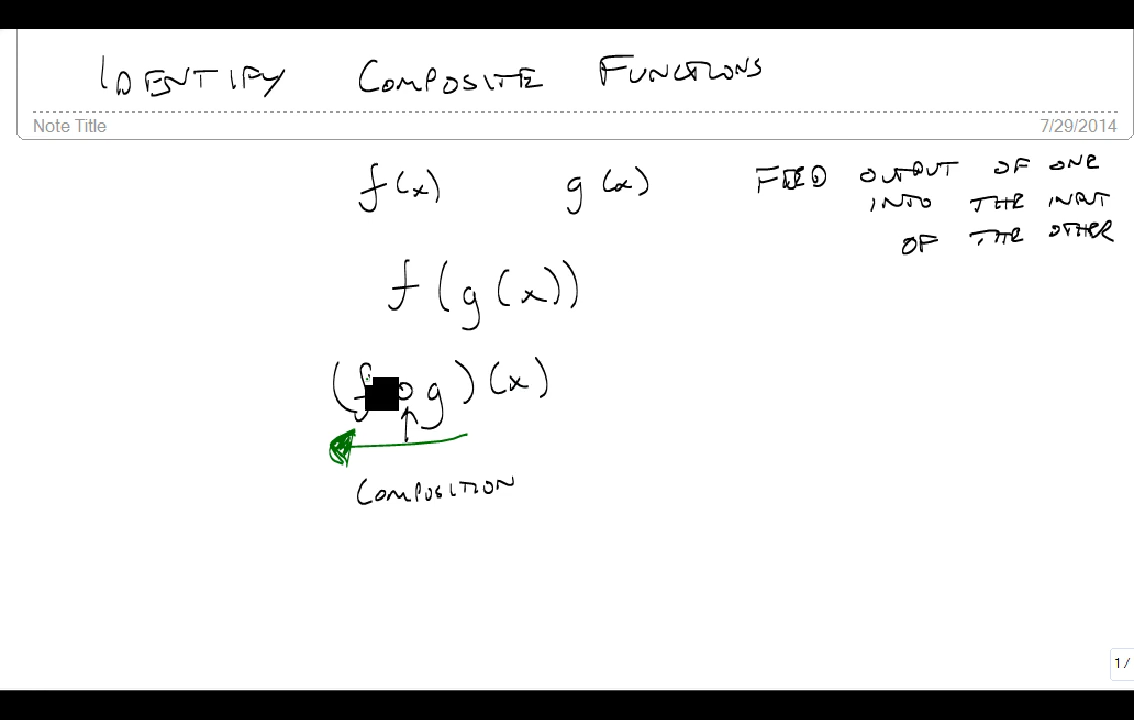 IDENTIFY COMPOSITE FUNCTIONS
Note Title
7/29/2014
f(x) g(x)
FEED OUTPUT OF ONE
INTO THE INPUT
OF THE OTHER
f(g(x))
(f∘g)(x)
COMPOSITION
1/